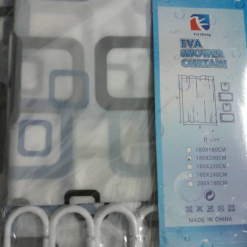 EVA
SHOWER
CURTAIN
180X180CM
180X200CM
180X220CM
180X240CM
200X180CM
MADE IN CHINA